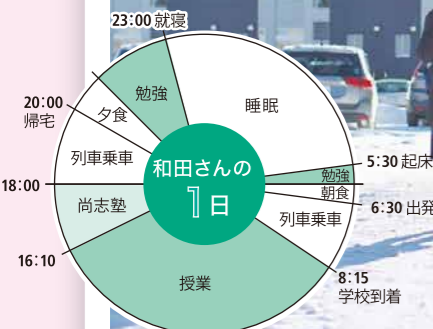 23:00 就寝
勉強
睡眠
20:00
帰宅
夕食
列車乗車
18:00
尚志塾
16:10
和田さんの
1日
5:30 起床
勉強
朝食
6:30 出発
列車乗車
8:15
学校到着
授業